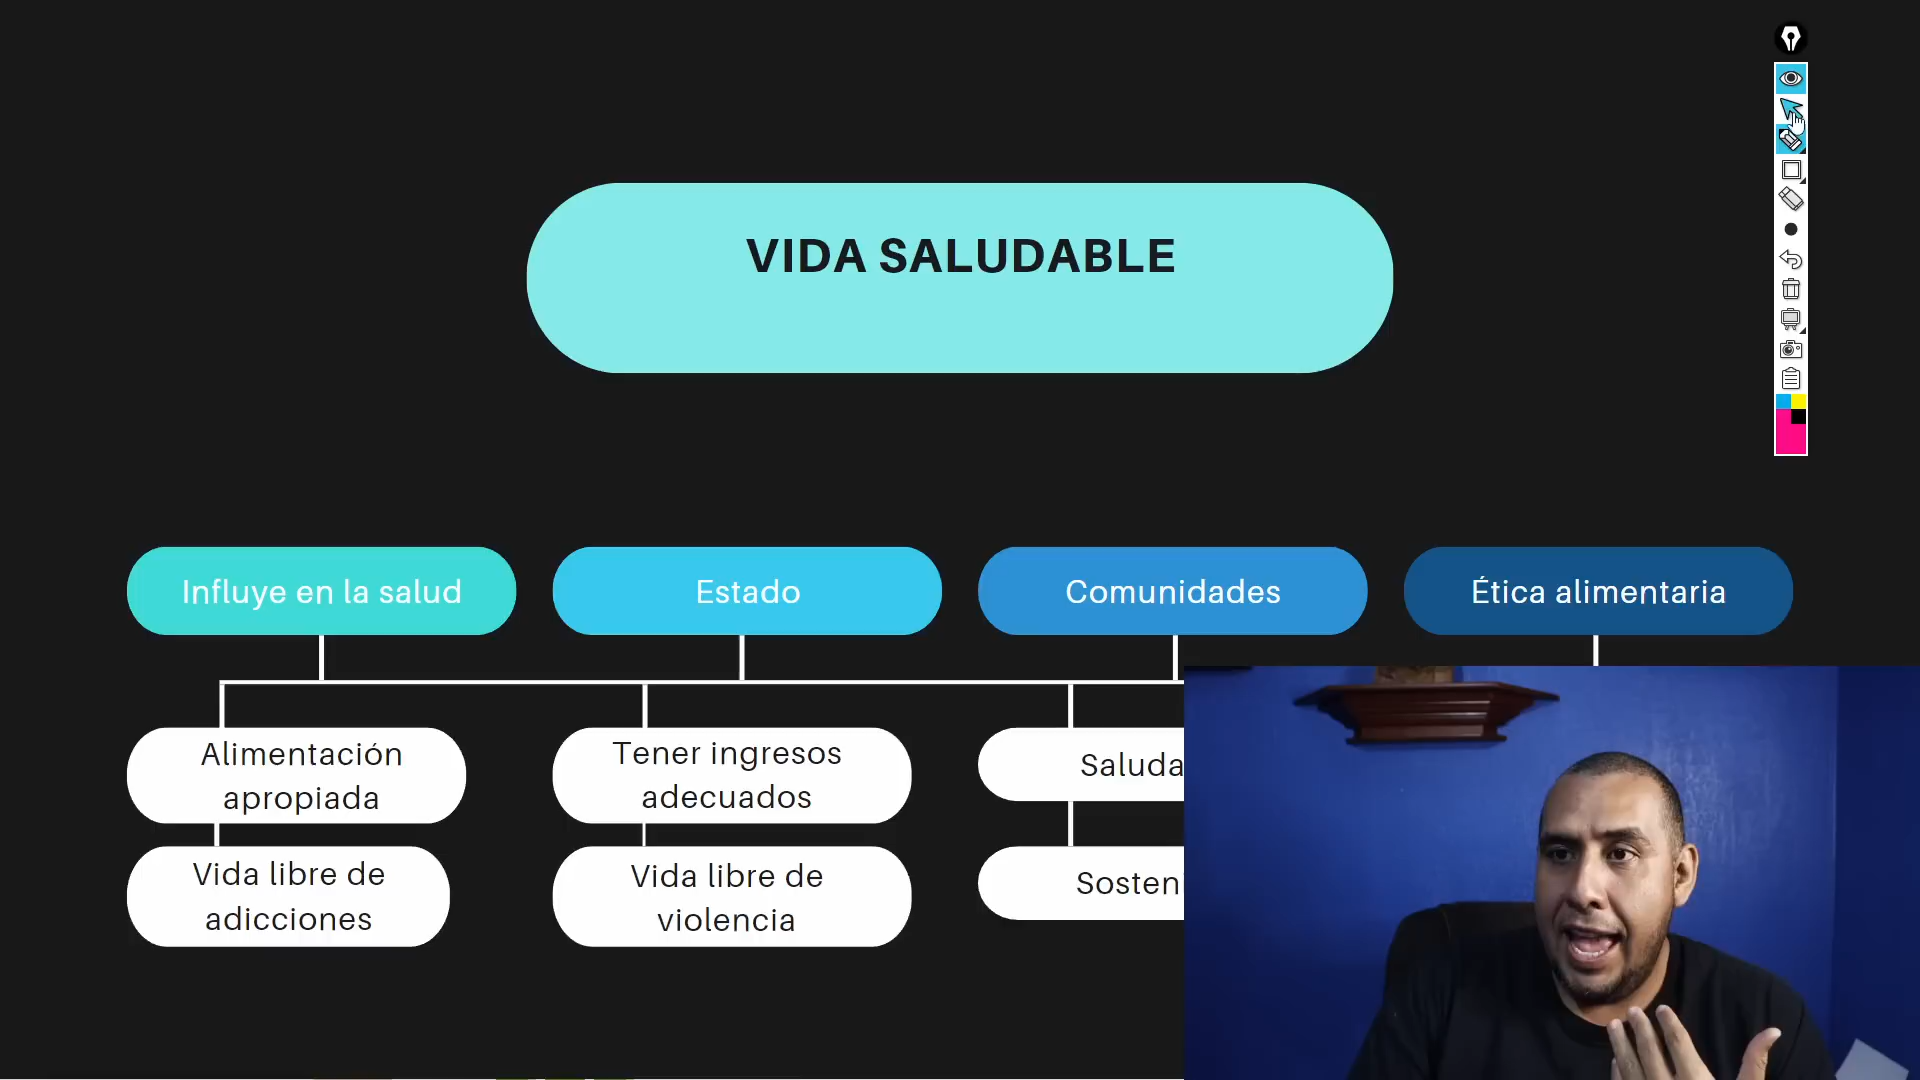 VIDA SALUDABLE
Influye en la salud
Estado
Comunidades
Ética alimentaria
Alimentación
apropiada
Tener ingresos
adecuados
Vida libre de
adicciones
Vida libre de
violencia